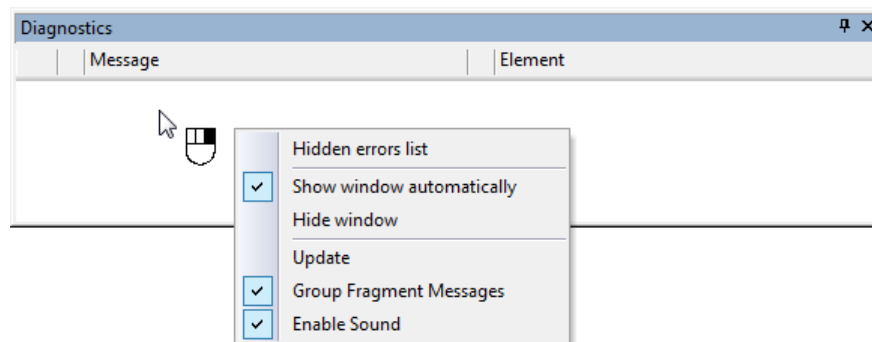 Diagnostics
Message Element
Hidden errors list
Show window automatically
Hide window
Update
Group Fragment Messages
Enable Sound